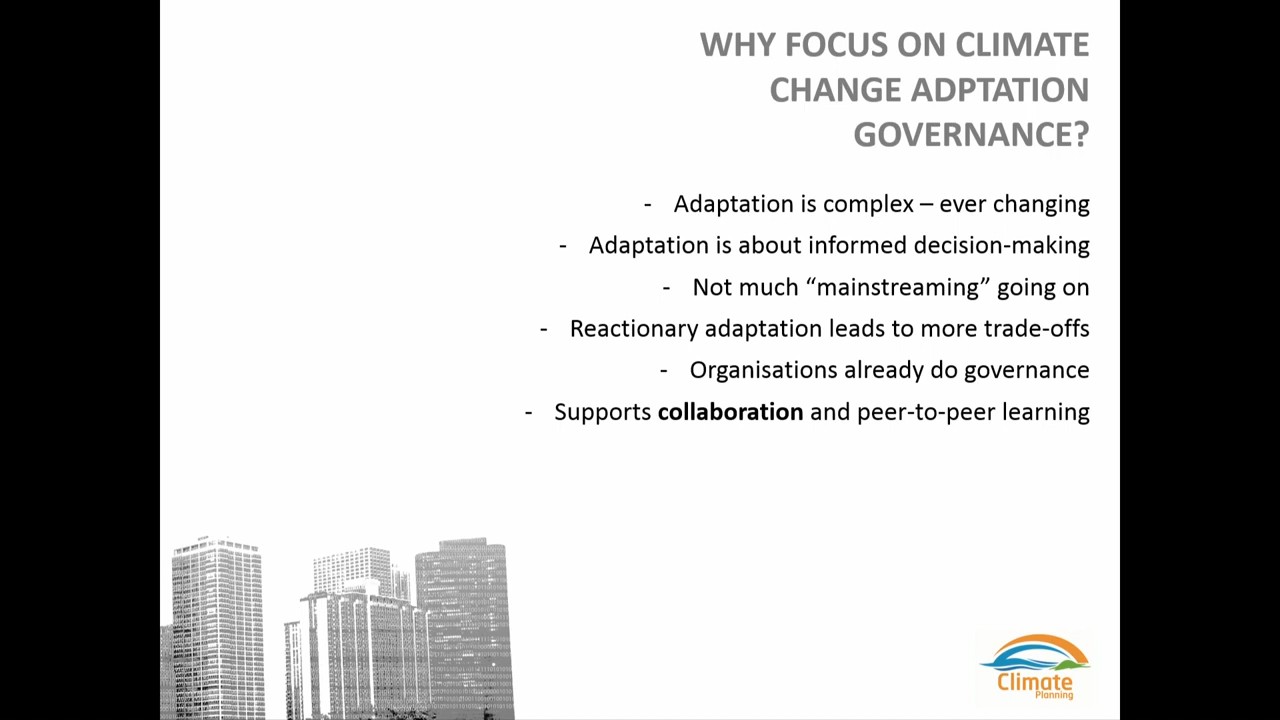 WHY FOCUS ON CLIMATE
CHANGE ADPTATION
GOVERNANCE?
- Adaptation is complex – ever changing
- Adaptation is about informed decision-making
- Not much “mainstreaming” going on
- Reactionary adaptation leads to more trade-offs
- Organisations already do governance
- Supports collaboration and peer-to-peer learning
Climate
Planning